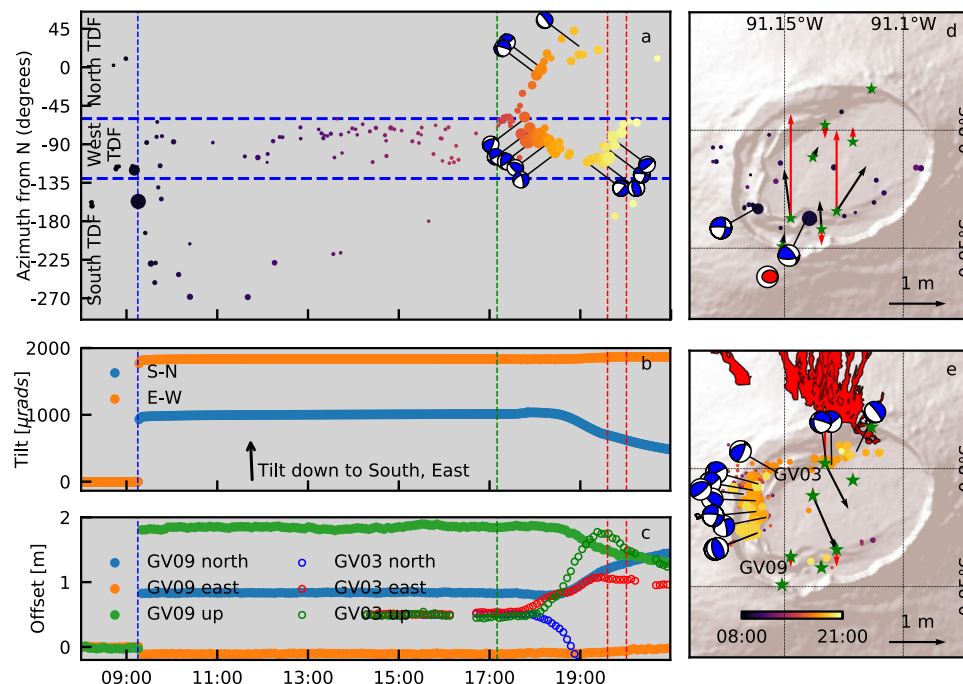 Azimuth from N (degrees)
South TDF
West
TDF
North TDF
45
0
-45
-90
-135
-180
-225
-270
a
Tilt [μrads]
2000
1000
0
S-N
E-W
Tilt down to South, East
b
Offset [m]
2
1
0
GV09 north
GV09 east
GV09 up
GV03 north
GV03 east
GV03 up
c
09:00
11:00
13:00
15:00
17:00
19:00
91.15°W
91.1°W
d
1 m
e
GV03
GV09
08:00
21:00
1 m